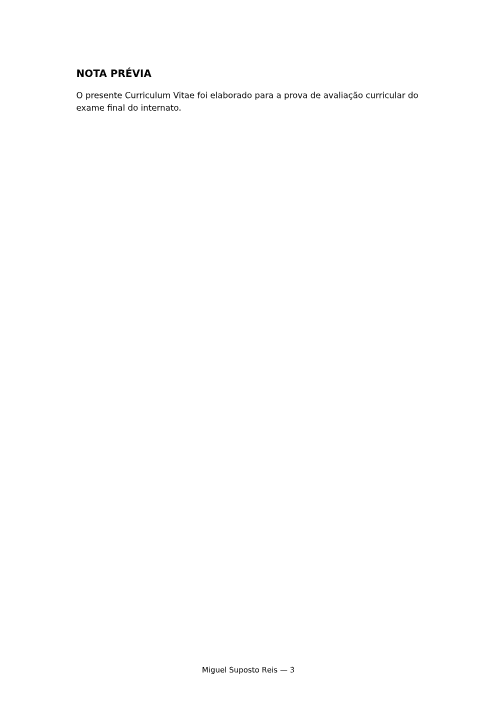 NOTA PRÉVIA
O presente Curriculum Vitae foi elaborado para a prova de avaliação curricular do
exame final do internato.
Miguel Suposto Reis — 3